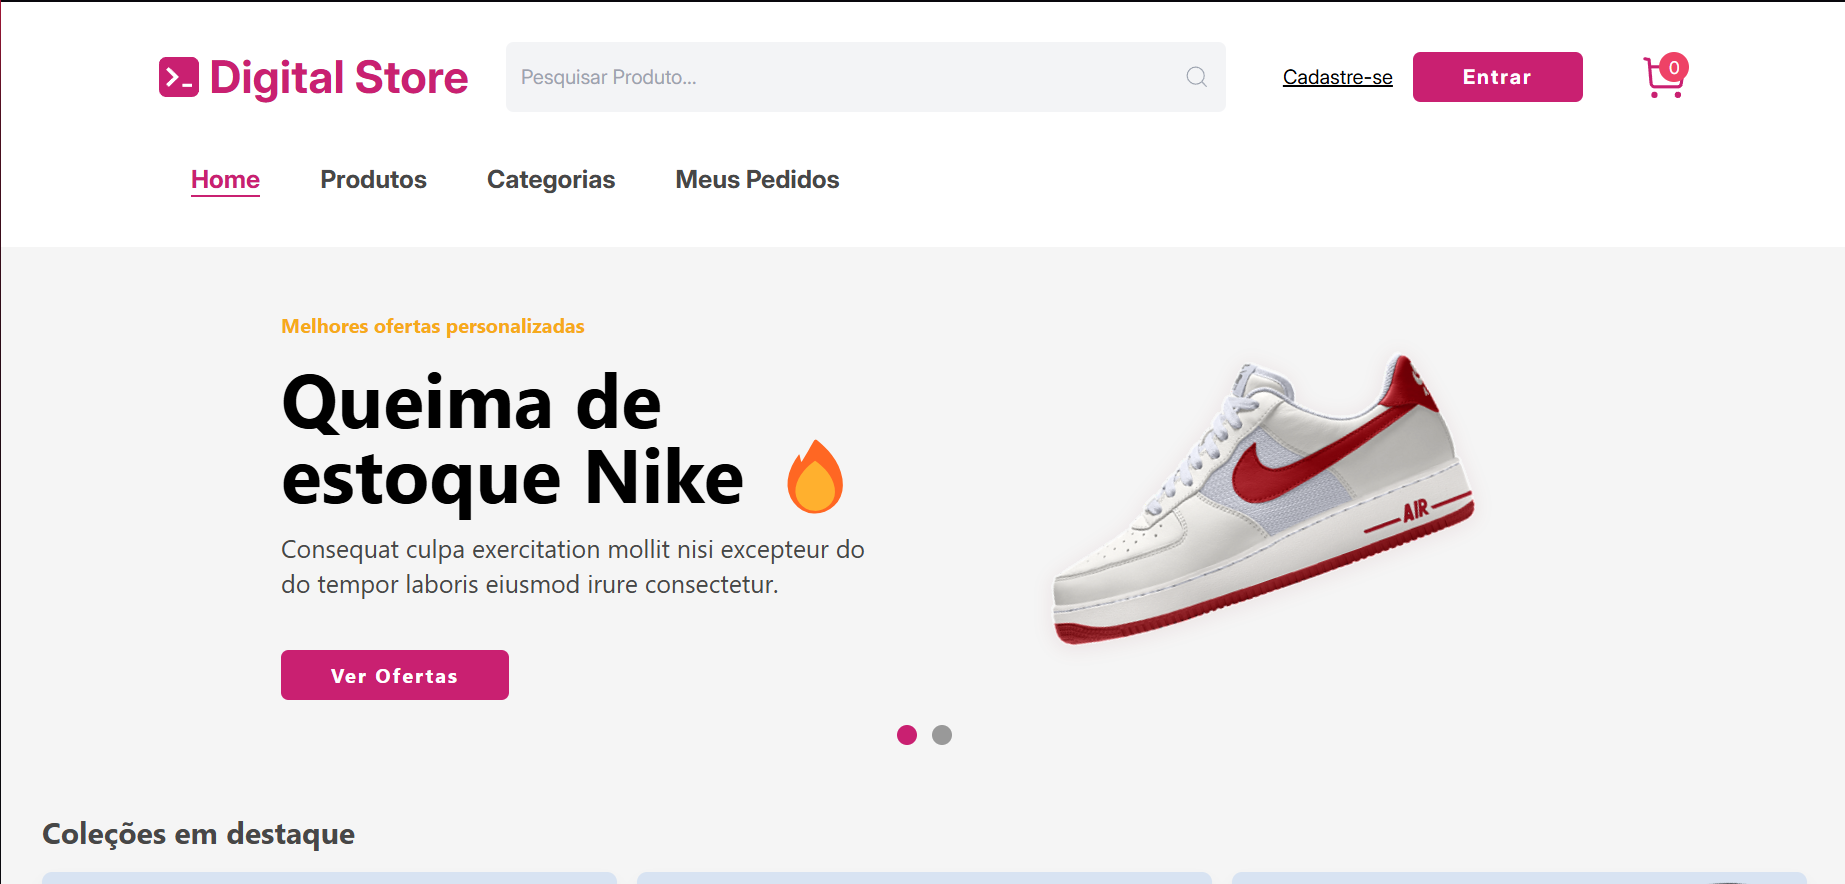 Digital Store
Pesquisar Produto...
Cadastre-se
Entrar
0
Home
Produtos
Categorias
Meus Pedidos
Melhores ofertas personalizadas
Queima de
estoque Nike
Consequat culpa exercitation mollit nisi excepteur do
do tempor laboris eiusmod irure consectetur.
AIR
Ver Ofertas
Coleções em destaque